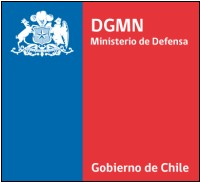 DGMN
Ministerio de Defensa
Gobierno de Chile